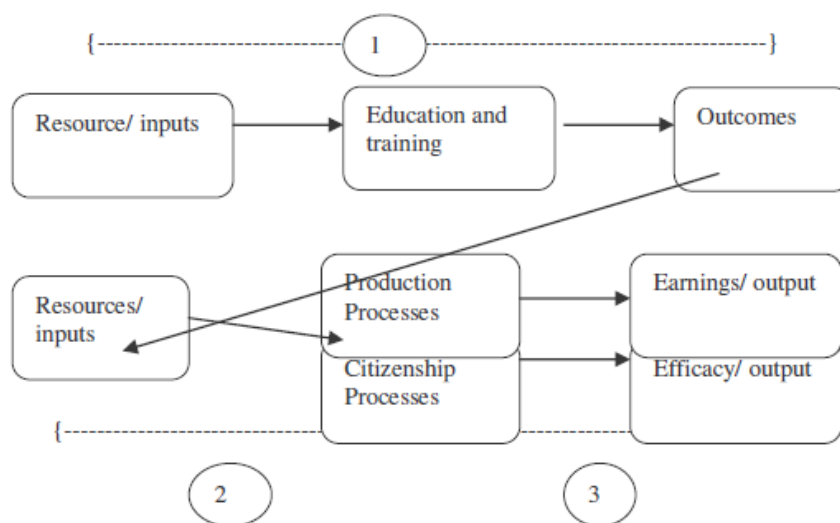 {------------------- 1 -------------------}
Resource/ inputs
Education and
training
Outcomes
Resources/
inputs
Production
Processes
Earnings/ output
Citizenship
Processes
Efficacy/ output
{-------------------
2
3